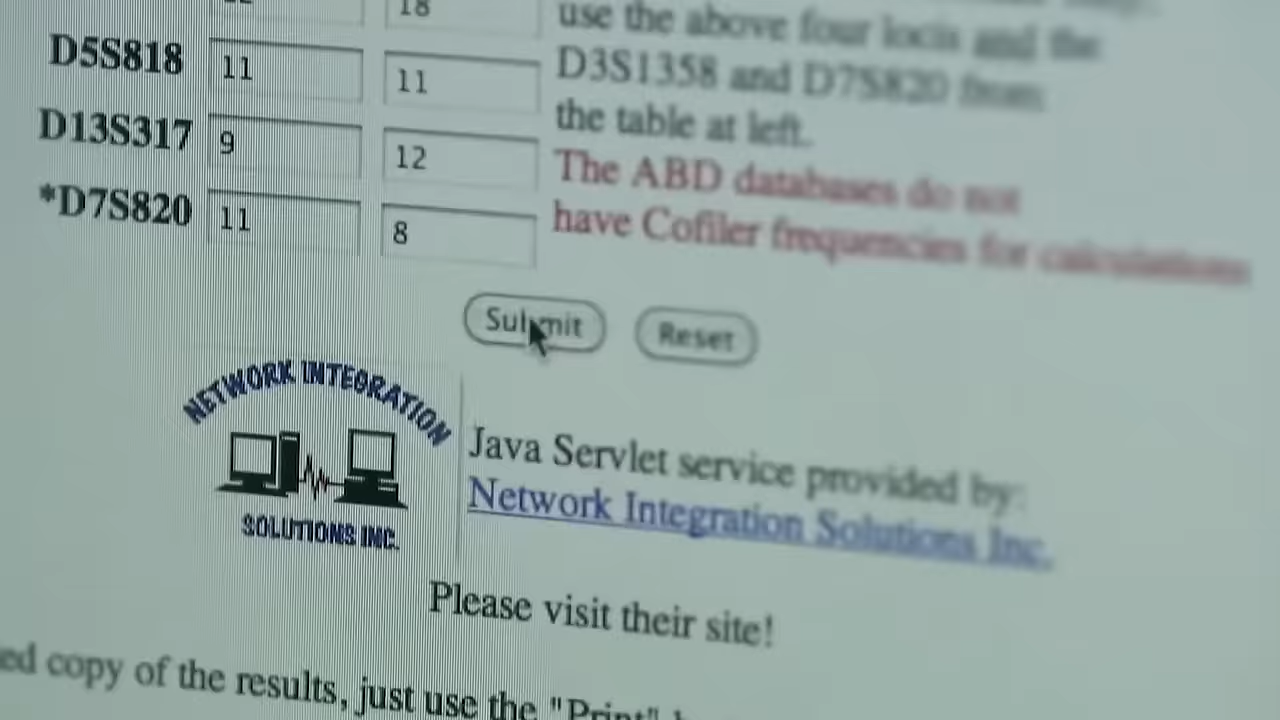 18
use the above four locis and the
D5S818 11 11
D3S1358 and D7S820 from
the table at left.
D13S317 9 12
The ABD databases do not
*D7S820 11 8
have Cofiler frequencies for calculations
Submit Reset
NETWORK INTEGRATION
SOLUTIONS INC.
Java Servlet service provided by:
Network Integration Solutions Inc.
Please visit their site!
copy of the results, just use the "Print"